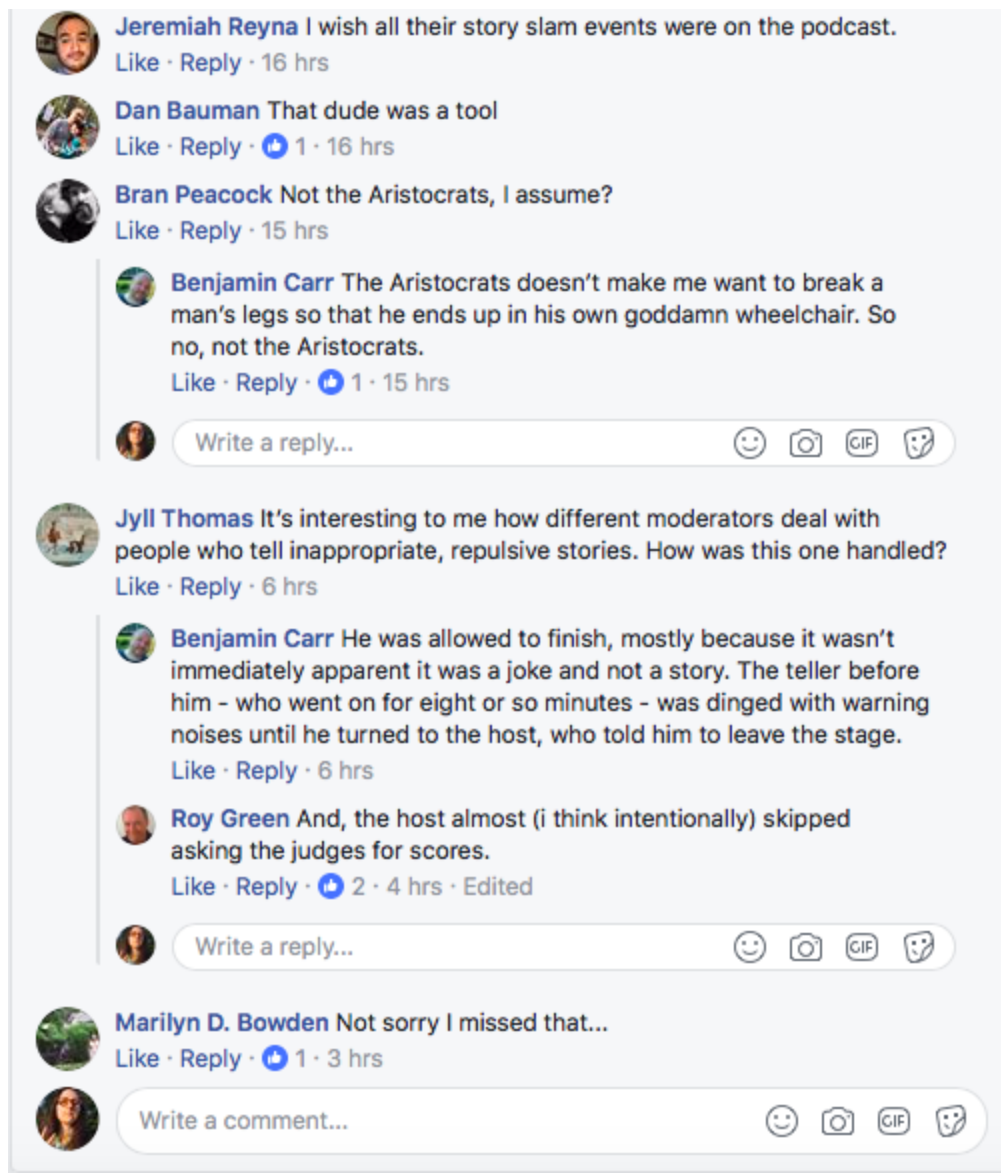 Jeremiah Reyna I wish all their story slam events were on the podcast.
Like · Reply · 16 hrs
Dan Bauman That dude was a tool
Like · Reply · 1 · 16 hrs
Bran Peacock Not the Aristocrats, I assume?
Like · Reply · 15 hrs
Benjamin Carr The Aristocrats doesn’t make me want to break a
man’s legs so that he ends up in his own goddamn wheelchair. So
no, not the Aristocrats.
Like · Reply · 1 · 15 hrs
Write a reply...
GIF
Jyll Thomas It’s interesting to me how different moderators deal with
people who tell inappropriate, repulsive stories. How was this one handled?
Like · Reply · 6 hrs
Benjamin Carr He was allowed to finish, mostly because it wasn’t
immediately apparent it was a joke and not a story. The teller before
him - who went on for eight or so minutes - was dinged with warning
noises until he turned to the host, who told him to leave the stage.
Like · Reply · 6 hrs
Roy Green And, the host almost (i think intentionally) skipped
asking the judges for scores.
Like · Reply · 2 · 4 hrs · Edited
Write a reply...
GIF
Marilyn D. Bowden Not sorry I missed that...
Like · Reply · 1 · 3 hrs
Write a comment...
GIF